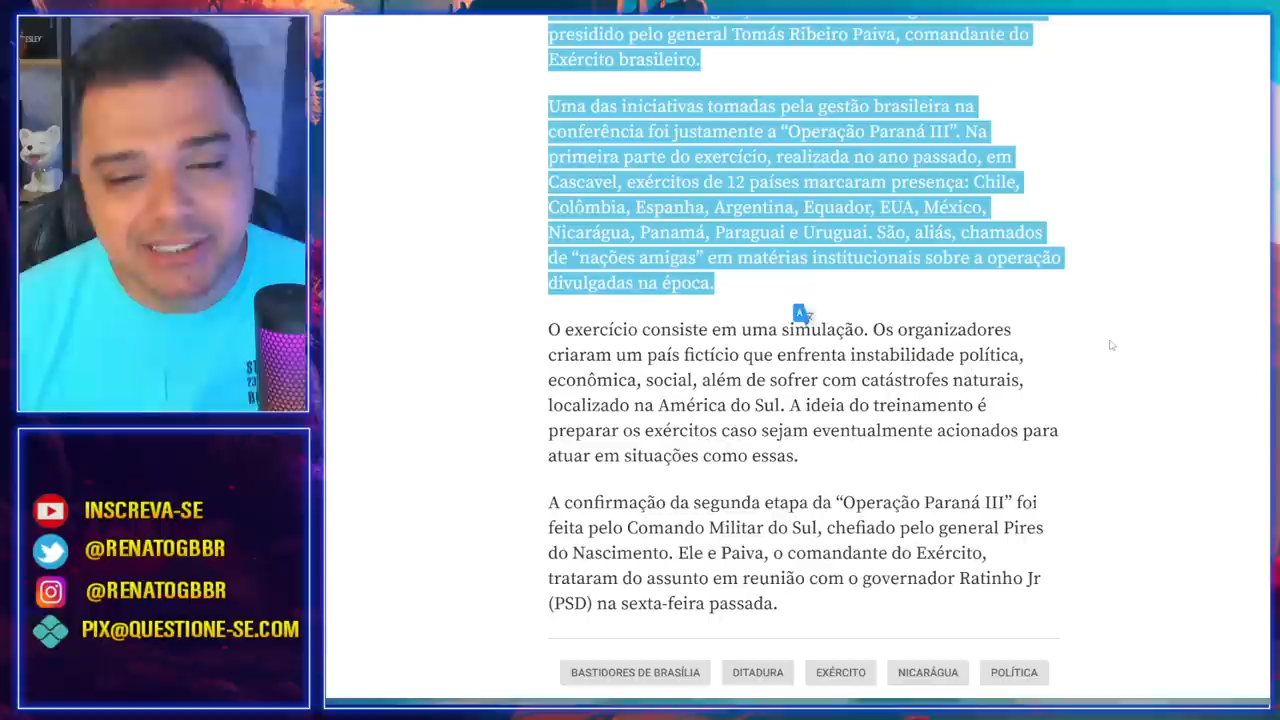 ESLEY
presidido pelo general Tomás Ribeiro Paiva, comandante do
Exército brasileiro.
Uma das iniciativas tomadas pela gestão brasileira na
conferência foi justamente a “Operação Paraná III”. Na
primeira parte do exercício, realizada no ano passado, em
Cascavel, exércitos de 12 países marcaram presença: Chile,
Colômbia, Espanha, Argentina, Equador, EUA, México,
Nicarágua, Panamá, Paraguai e Uruguai. São, aliás, chamados
de “nações amigas” em matérias institucionais sobre a operação
divulgadas na época.
O exercício consiste em uma simulação. Os organizadores
criaram um país fictício que enfrenta instabilidade política,
econômica, social, além de sofrer com catástrofes naturais,
localizado na América do Sul. A ideia do treinamento é
preparar os exércitos caso sejam eventualmente acionados para
atuar em situações como essas.
A confirmação da segunda etapa da “Operação Paraná III” foi
feita pelo Comando Militar do Sul, chefiado pelo general Pires
do Nascimento. Ele e Paiva, o comandante do Exército,
trataram do assunto em reunião com o governador Ratinho Jr
(PSD) na sexta-feira passada.
BASTIDORES DE BRASÍLIA
DITADURA
EXÉRCITO
NICARÁGUA
POLÍTICA
INSCREVA-SE
@RENATOGBBR
@RENATOGBBR
PIX@QUESTIONE-SE.COM